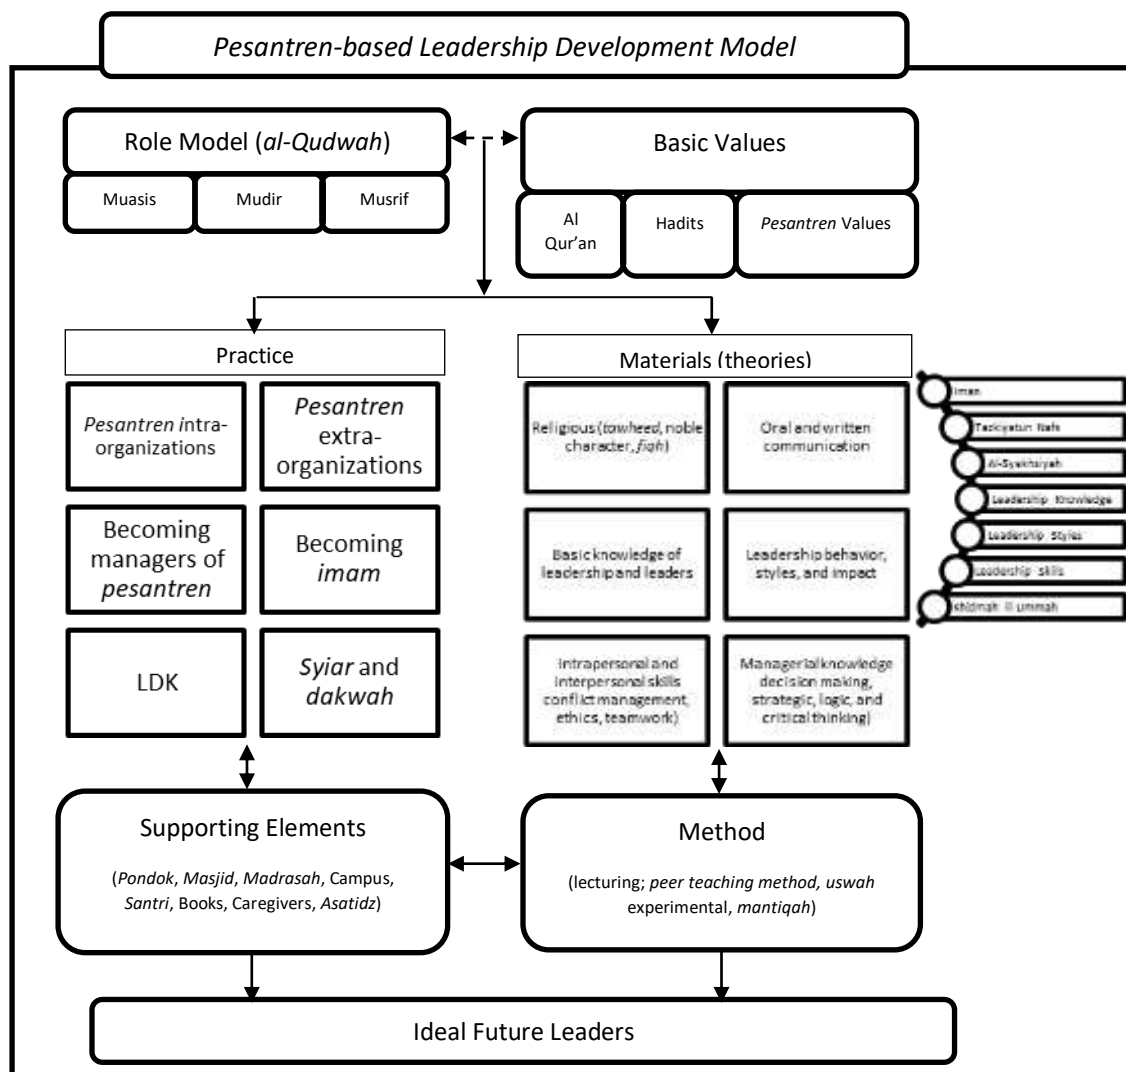 Pesantren-based Leadership Development Model
Role Model (al-Qudwah)
Muasis
Mudir
Musrif
Basic Values
Al
Qur'an
Hadits
Pesantren Values
Practice
Pesantren intra-
organizations
Pesantren
extra-
organizations
Becoming
managers of
pesantren
Becoming
imam
LDK
Syiar and
dakwah
Materials (theories)
Religious (tawheed, noble
character, fiqh)
Oral and written
communication
Basic knowledge of
leadership and leaders
Leadership behavior,
styles, and impact
Intrapersonal and
interpersonal skills
conflict management,
ethics, teamwork)
Managerial knowledge
decision making,
strategic, logic, and
critical thinking)
Iman
Tazkiyatun Nafs
Al-Syakhsiyah
Leadership Knowledge
Leadership Styles
Leadership Skills
khidmah lil ummah
Supporting Elements
(Pondok, Masjid, Madrasah, Campus,
Santri, Books, Caregivers, Asatidz)
Method
(lecturing; peer teaching method, uswah
experimental, mantiqah)
Ideal Future Leaders